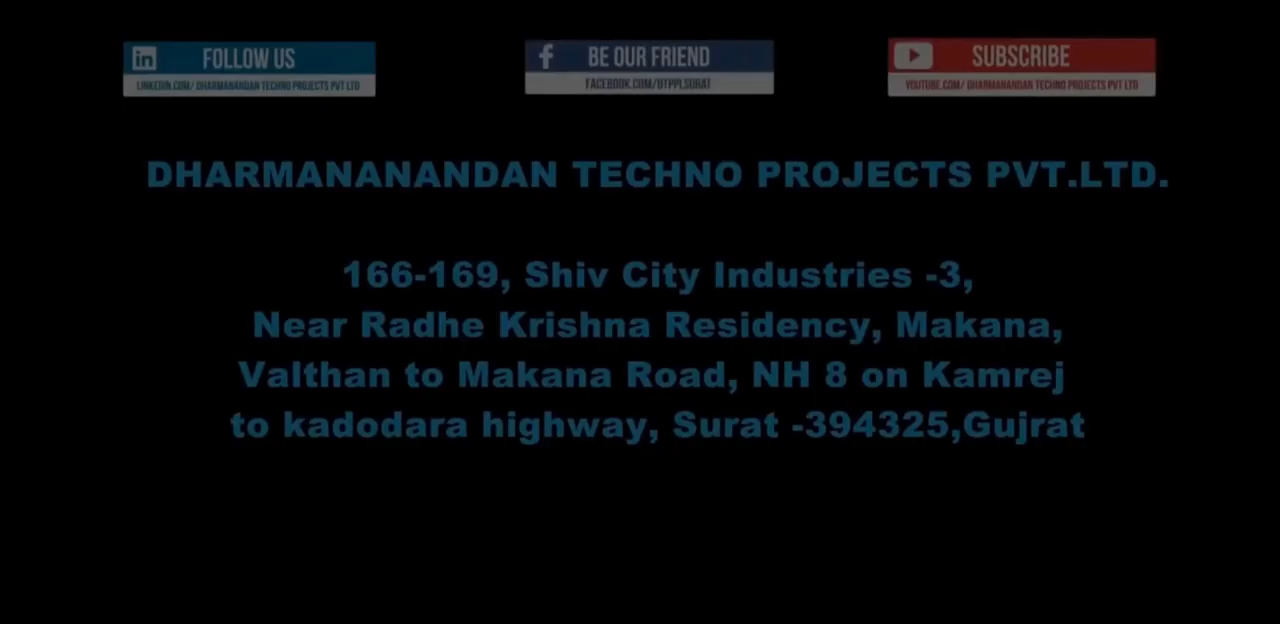 in FOLLOW US
LINKEDIN.COM/ DHARMANANDAN TECHNO PROJECTS PVT LTD
f BE OUR FRIEND
FACEBOOK.COM/DTPPLSURAT
SUBSCRIBE
YOUTUBE.COM/ DHARMANANDAN TECHNO PROJECTS PVT LTD
DHARMANANANDAN TECHNO PROJECTS PVT.LTD.
166-169, Shiv City Industries -3,
Near Radhe Krishna Residency, Makana,
Valthan to Makana Road, NH 8 on Kamrej
to kadodara highway, Surat -394325,Gujrat